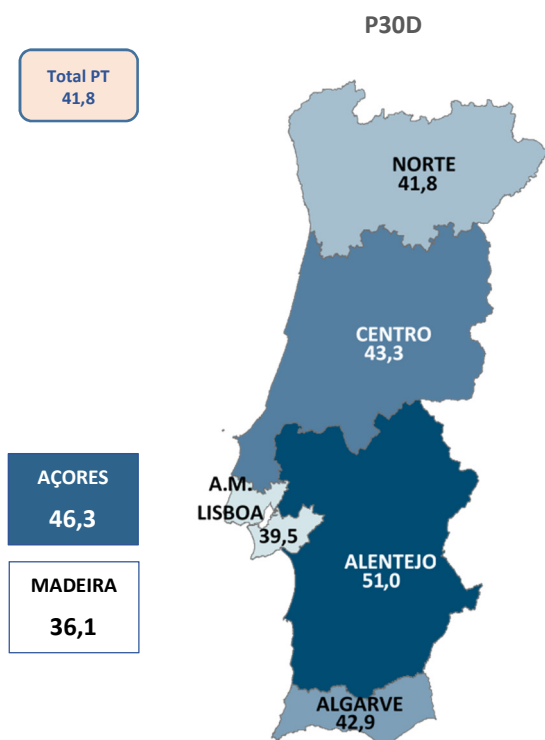 P30D
Total PT
41,8
NORTE
41,8
CENTRO
43,3
A.M.
LISBOA
39,5
AÇORES
46,3
ALENTEJO
51,0
MADEIRA
36,1
ALGARVE
42,9